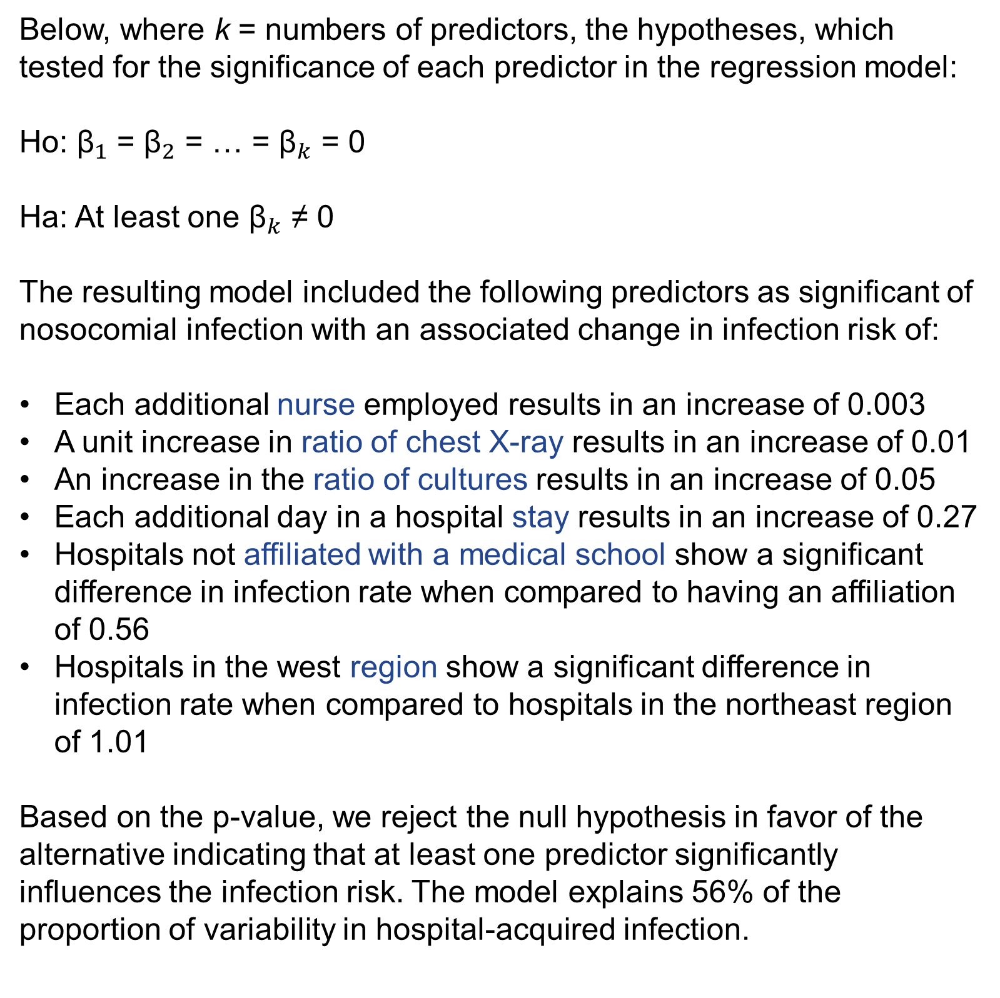 Below, where k = numbers of predictors, the hypotheses, which
tested for the significance of each predictor in the regression model:
Ho: β₁ = β₂ = … = βₖ = 0
Ha: At least one βₖ ≠ 0
The resulting model included the following predictors as significant of
nosocomial infection with an associated change in infection risk of:
• Each additional nurse employed results in an increase of 0.003
• A unit increase in ratio of chest X-ray results in an increase of 0.01
• An increase in the ratio of cultures results in an increase of 0.05
• Each additional day in a hospital stay results in an increase of 0.27
• Hospitals not affiliated with a medical school show a significant
difference in infection rate when compared to having an affiliation
of 0.56
• Hospitals in the west region show a significant difference in
infection rate when compared to hospitals in the northeast region
of 1.01
Based on the p-value, we reject the null hypothesis in favor of the
alternative indicating that at least one predictor significantly
influences the infection risk. The model explains 56% of the
proportion of variability in hospital-acquired infection.